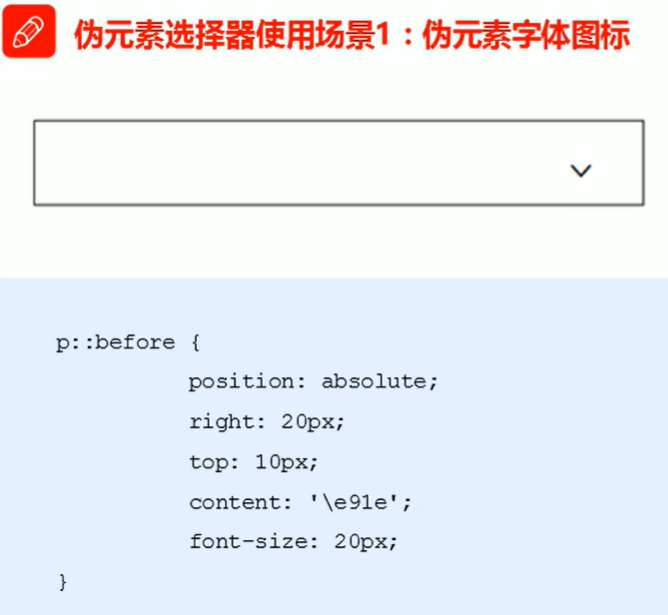 伪元素选择器使用场景1：伪元素字体图标
p::before {
position: absolute;
right: 20px;
top: 10px;
content: '\e91e';
font-size: 20px;
}